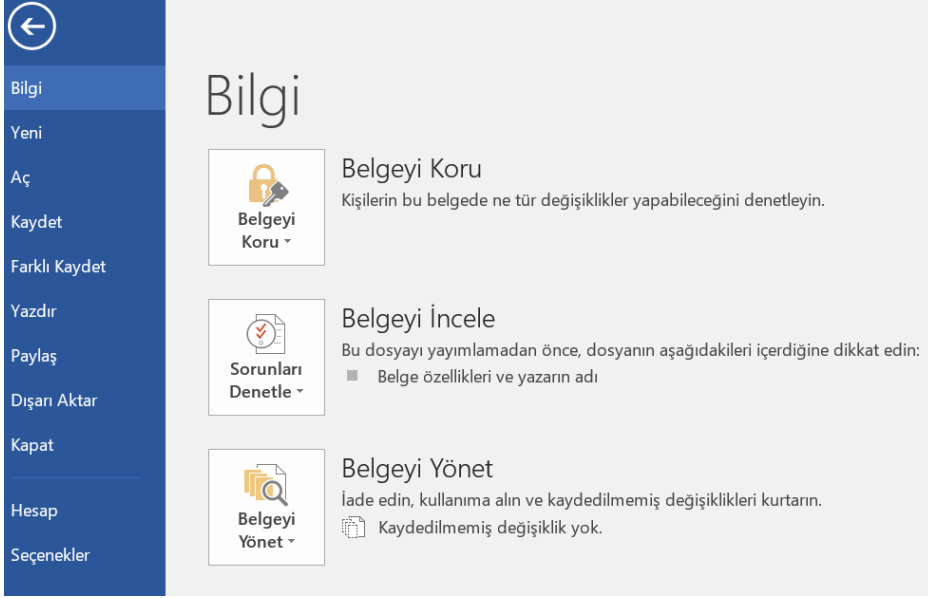 Bilgi
Yeni
Aç
Kaydet
Farklı Kaydet
Yazdır
Paylaş
Dışarı Aktar
Kapat
Hesap
Seçenekler
Bilgi
Belgeyi
Koru
Belgeyi Koru
Kişilerin bu belgede ne tür değişiklikler yapabileceğini denetleyin.
Sorunları
Denetle
Belgeyi İncele
Bu dosyayı yayımlamadan önce, dosyanın aşağıdakileri içerdiğine dikkat edin:
Belge özellikleri ve yazarın adı
Belgeyi
Yönet
Belgeyi Yönet
İade edin, kullanıma alın ve kaydedilmemiş değişiklikleri kurtarın.
Kaydedilmemiş değişiklik yok.